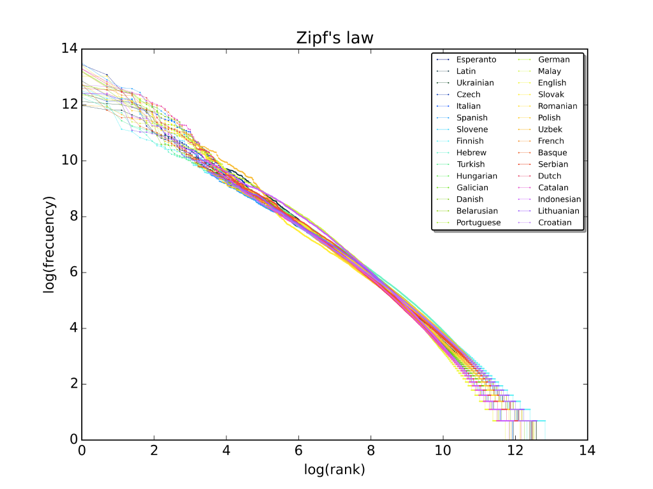 Zipf's law
14
12
10
8
6
4
2
0
log(frecuency)
Esperanto
Latin
Ukrainian
Czech
Italian
Spanish
Slovene
Finnish
Hebrew
Turkish
Hungarian
Galician
Danish
Belarusian
Portuguese
German
Malay
English
Slovak
Romanian
Polish
Uzbek
French
Basque
Serbian
Dutch
Catalan
Indonesian
Lithuanian
Croatian
0 2 4 6 8 10 12 14
log(rank)